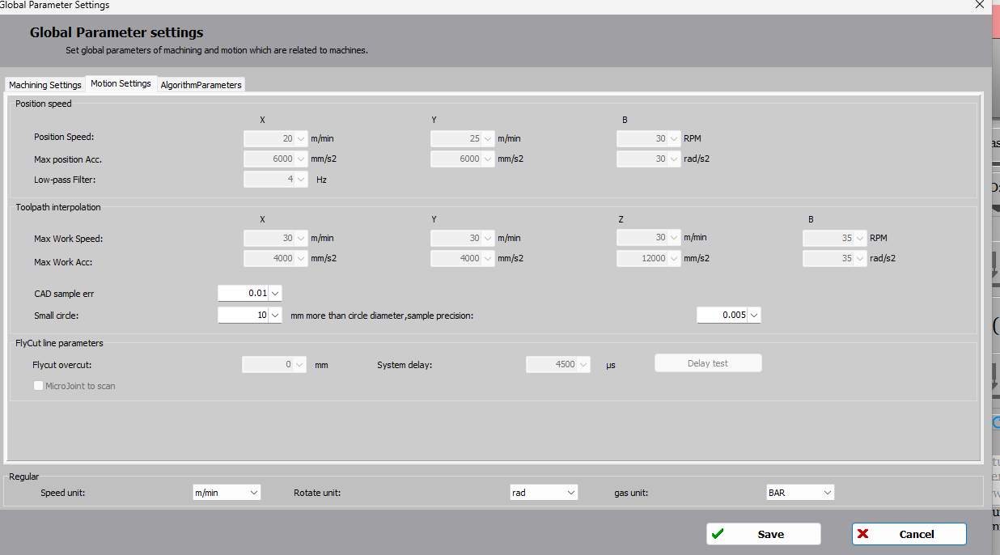 Global Parameter Settings
Global Parameter settings
Set global parameters of machining and motion which are related to machines.
Machining Settings Motion Settings AlgorithmParameters
Position speed
X Y B
Position Speed: 20 m/min 25 m/min 30 RPM
Max position Acc. 6000 mm/s2 6000 mm/s2 30 rad/s2
Low-pass Filter: 4 Hz
Toolpath interpolation
X Y Z B
Max Work Speed: 30 m/min 30 m/min 30 m/min 35 RPM
Max Work Acc: 4000 mm/s2 4000 mm/s2 12000 mm/s2 35 rad/s2
CAD sample err 0.01
Small circle: 10 mm more than circle diameter,sample precision: 0.005
FlyCut line parameters
Flycut overcut: 0 mm System delay: 4500 µs Delay test
MicroJoint to scan
Regular
Speed unit: m/min Rotate unit: rad gas unit: BAR
Save Cancel